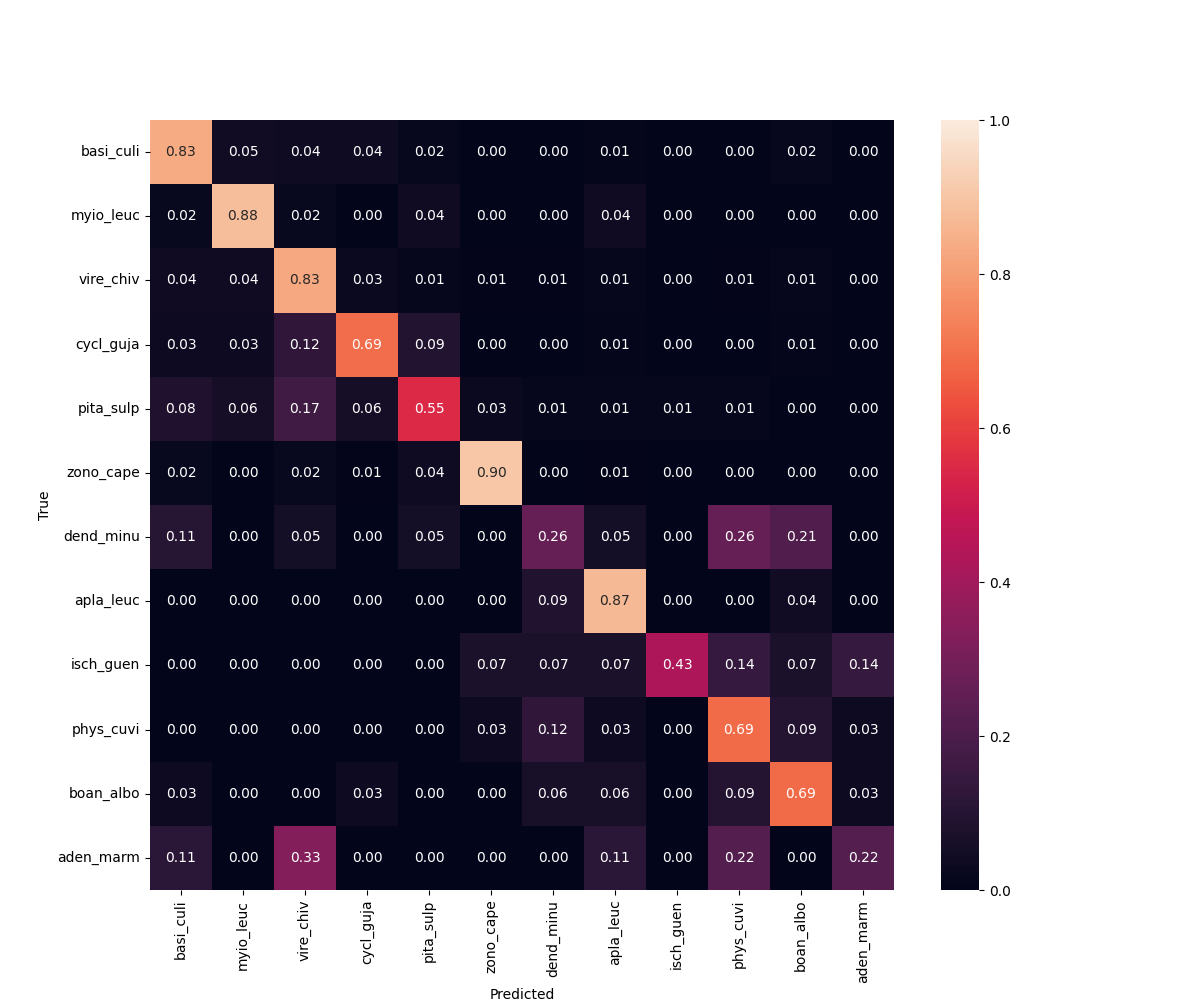 basi_culi 0.83 0.05 0.04 0.04 0.02 0.00 0.00 0.01 0.00 0.00 0.02 0.00
myio_leuc 0.02 0.88 0.02 0.00 0.04 0.00 0.00 0.04 0.00 0.00 0.00 0.00
vire_chiv 0.04 0.04 0.83 0.03 0.01 0.01 0.01 0.01 0.00 0.01 0.01 0.00
cycl_guja 0.03 0.03 0.12 0.69 0.09 0.00 0.00 0.01 0.00 0.00 0.01 0.00
pita_sulp 0.08 0.06 0.17 0.06 0.55 0.03 0.01 0.01 0.01 0.01 0.00 0.00
zono_cape 0.02 0.00 0.02 0.01 0.04 0.90 0.00 0.01 0.00 0.00 0.00 0.00
dend_minu 0.11 0.00 0.05 0.00 0.05 0.00 0.26 0.05 0.00 0.26 0.21 0.00
apla_leuc 0.00 0.00 0.00 0.00 0.00 0.00 0.09 0.87 0.00 0.00 0.04 0.00
isch_guen 0.00 0.00 0.00 0.00 0.00 0.07 0.07 0.07 0.43 0.14 0.07 0.14
phys_cuvi 0.00 0.00 0.00 0.00 0.00 0.03 0.12 0.03 0.00 0.69 0.09 0.03
boan_albo 0.03 0.00 0.00 0.03 0.00 0.00 0.06 0.06 0.00 0.09 0.69 0.03
aden_marm 0.11 0.00 0.33 0.00 0.00 0.00 0.00 0.11 0.00 0.22 0.00 0.22
basi_culi myio_leuc vire_chiv cycl_guja pita_sulp zono_cape dend_minu apla_leuc isch_guen phys_cuvi boan_albo aden_marm
Predicted
True
1.0
0.8
0.6
0.4
0.2
0.0